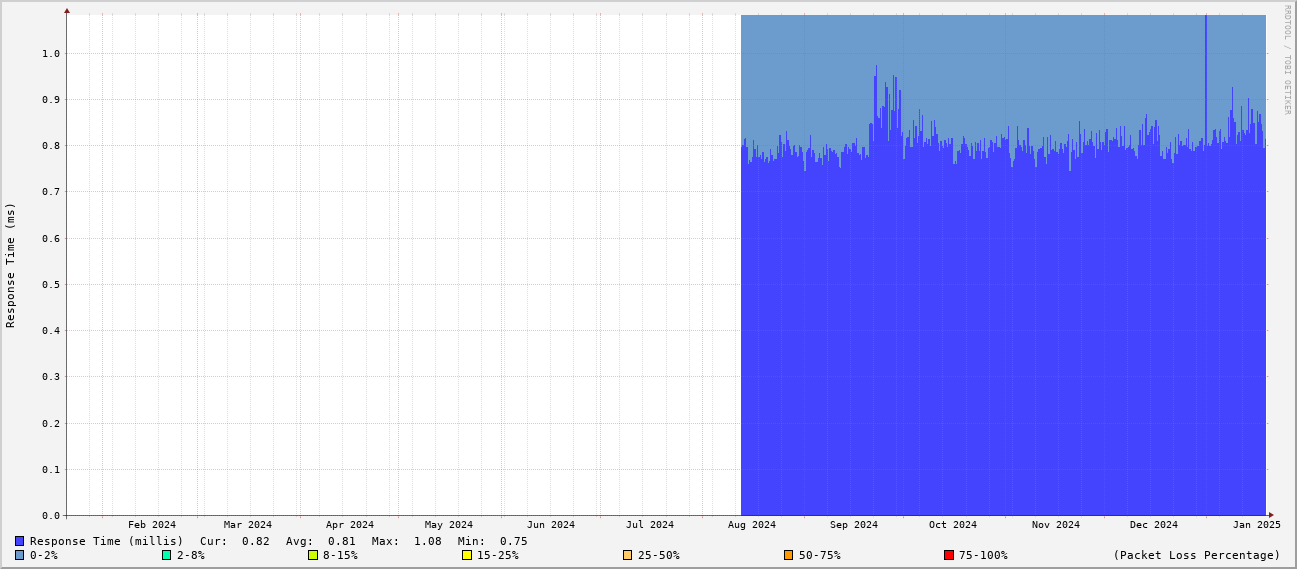 RRDTOOL / TOBI OETIKER
Response Time (ms)
1.0
0.9
0.8
0.7
0.6
0.5
0.4
0.3
0.2
0.1
0.0
Feb 2024 Mar 2024 Apr 2024 May 2024 Jun 2024 Jul 2024 Aug 2024 Sep 2024 Oct 2024 Nov 2024 Dec 2024 Jan 2025
Response Time (millis) Cur: 0.82 Avg: 0.81 Max: 1.08 Min: 0.75
0-2% 2-8% 8-15% 15-25% 25-50% 50-75% 75-100% (Packet Loss Percentage)